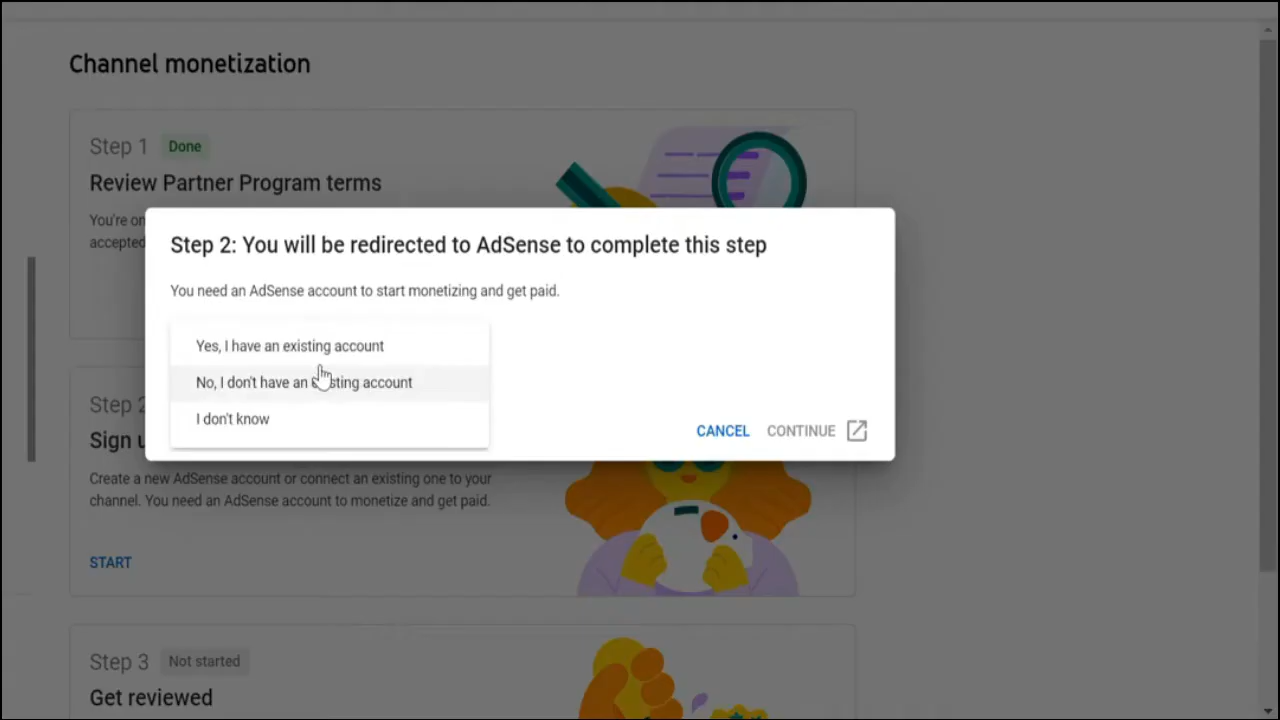 Channel monetization
Step 1 Done
Review Partner Program terms
You're on
accepted
Step 2: You will be redirected to AdSense to complete this step
You need an AdSense account to start monetizing and get paid.
Yes, I have an existing account
No, I don't have an existing account
I don't know
CANCEL CONTINUE
Step 2
Sign u
Create a new AdSense account or connect an existing one to your
channel. You need an AdSense account to monetize and get paid.
START
Step 3 Not started
Get reviewed